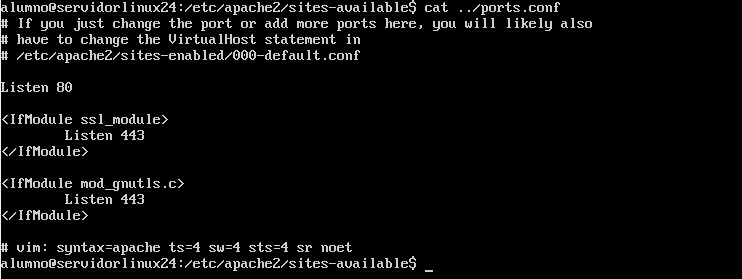 alumno@servidorlinux24:/etc/apache2/sites-available$ cat ../ports.conf
# If you just change the port or add more ports here, you will likely also
# have to change the VirtualHost statement in
# /etc/apache2/sites-enabled/000-default.conf

Listen 80

<IfModule ssl_module>
        Listen 443
</IfModule>

<IfModule mod_gnutls.c>
        Listen 443
</IfModule>

# vim: syntax=apache ts=4 sw=4 sts=4 sr noet
alumno@servidorlinux24:/etc/apache2/sites-available$ _